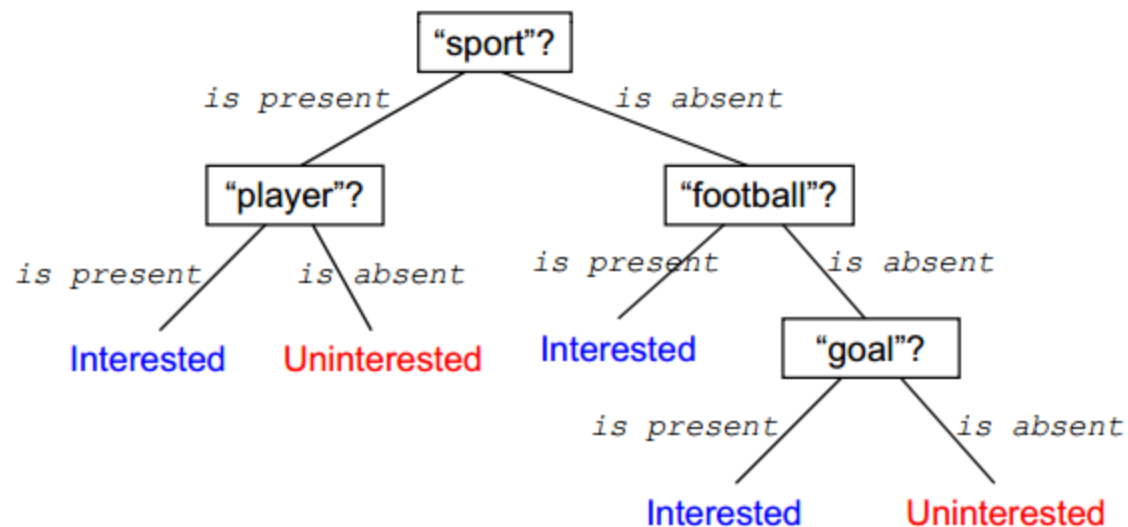 “sport”?
is present
is absent
“player”?
“football”?
is present
is absent
is present
is absent
Interested
Uninterested
Interested
“goal”?
is present
is absent
Interested
Uninterested